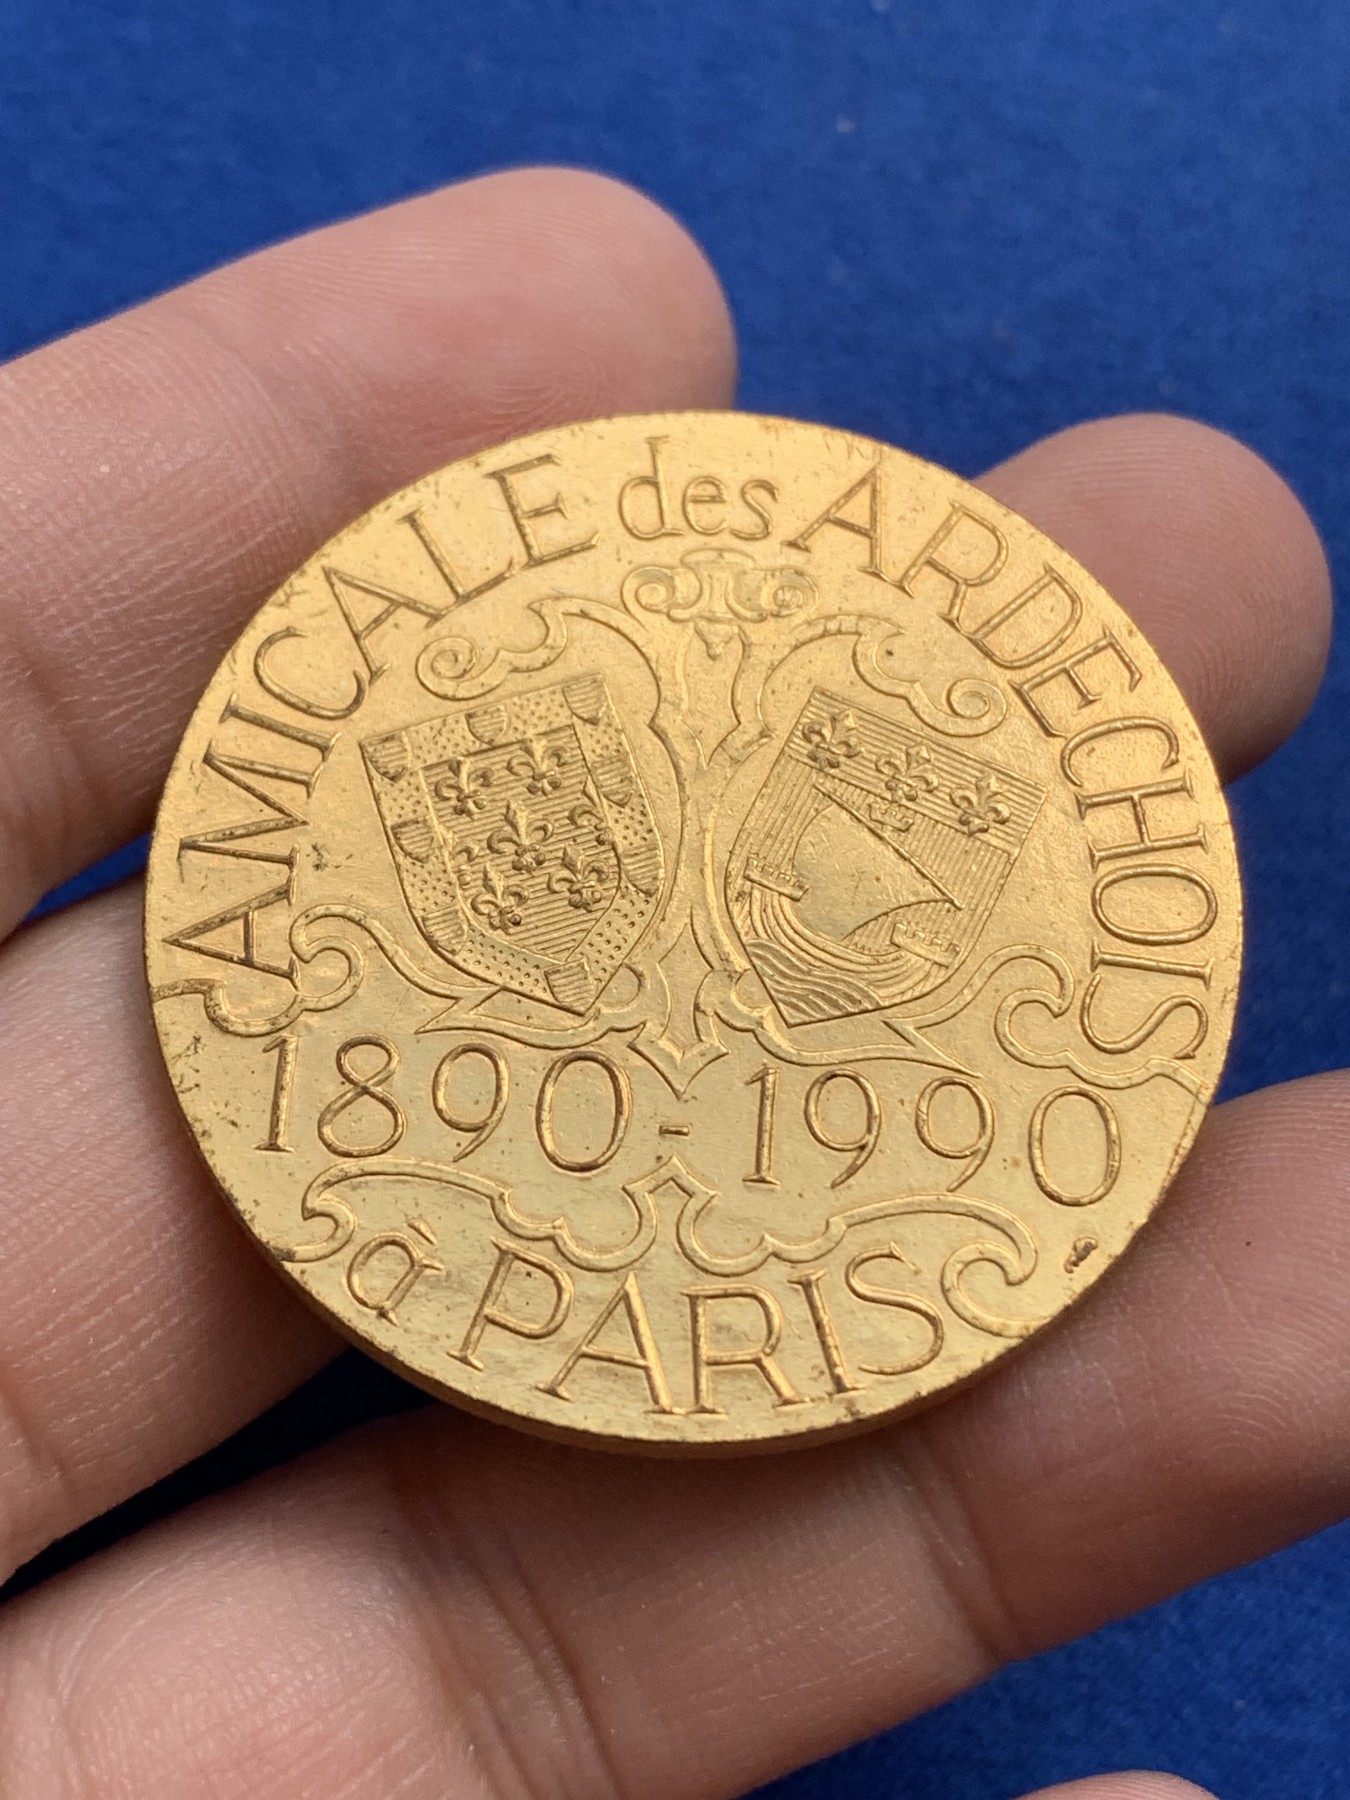 AMICALE des ARDECHOIS
1890-1990
à PARIS